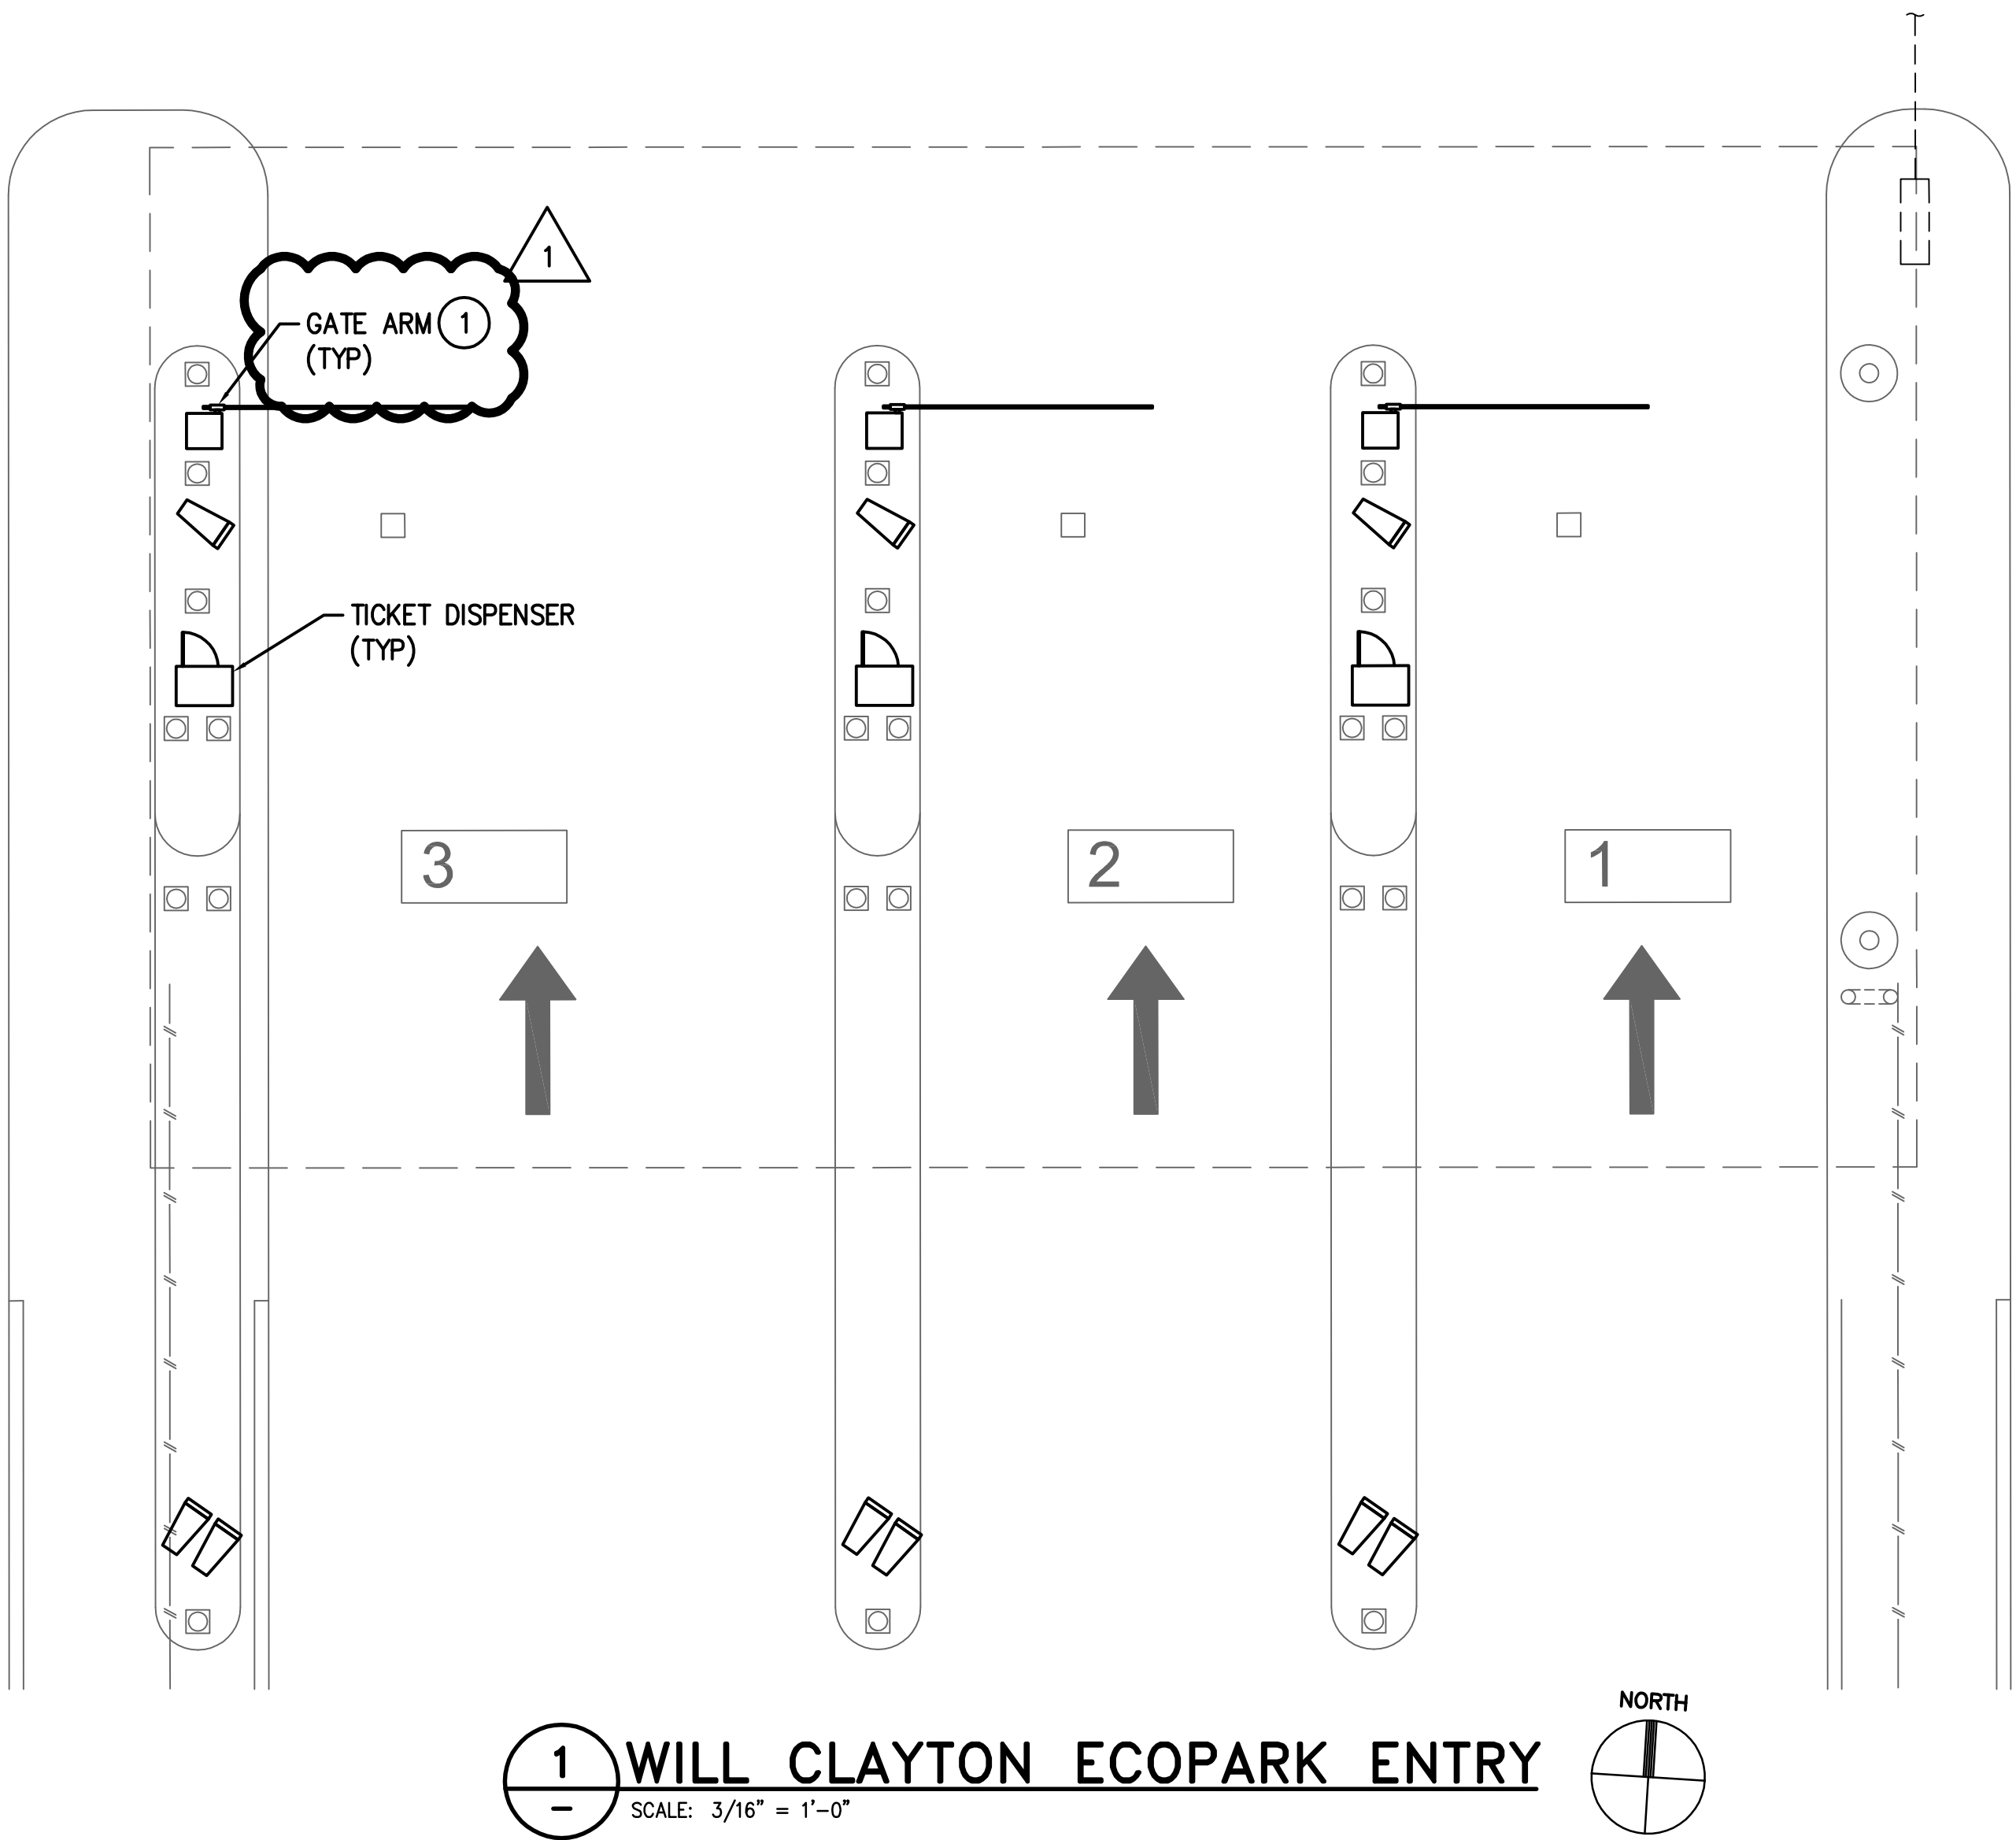 1
GATE ARM 1
(TYP)
TICKET DISPENSER
(TYP)
3
2
1
NORTH
1
–
WILL CLAYTON ECOPARK ENTRY
SCALE: 3/16" = 1'–0"